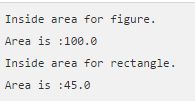 Inside area for figure.
Area is :100.0
Inside area for rectangle.
Area is :45.0